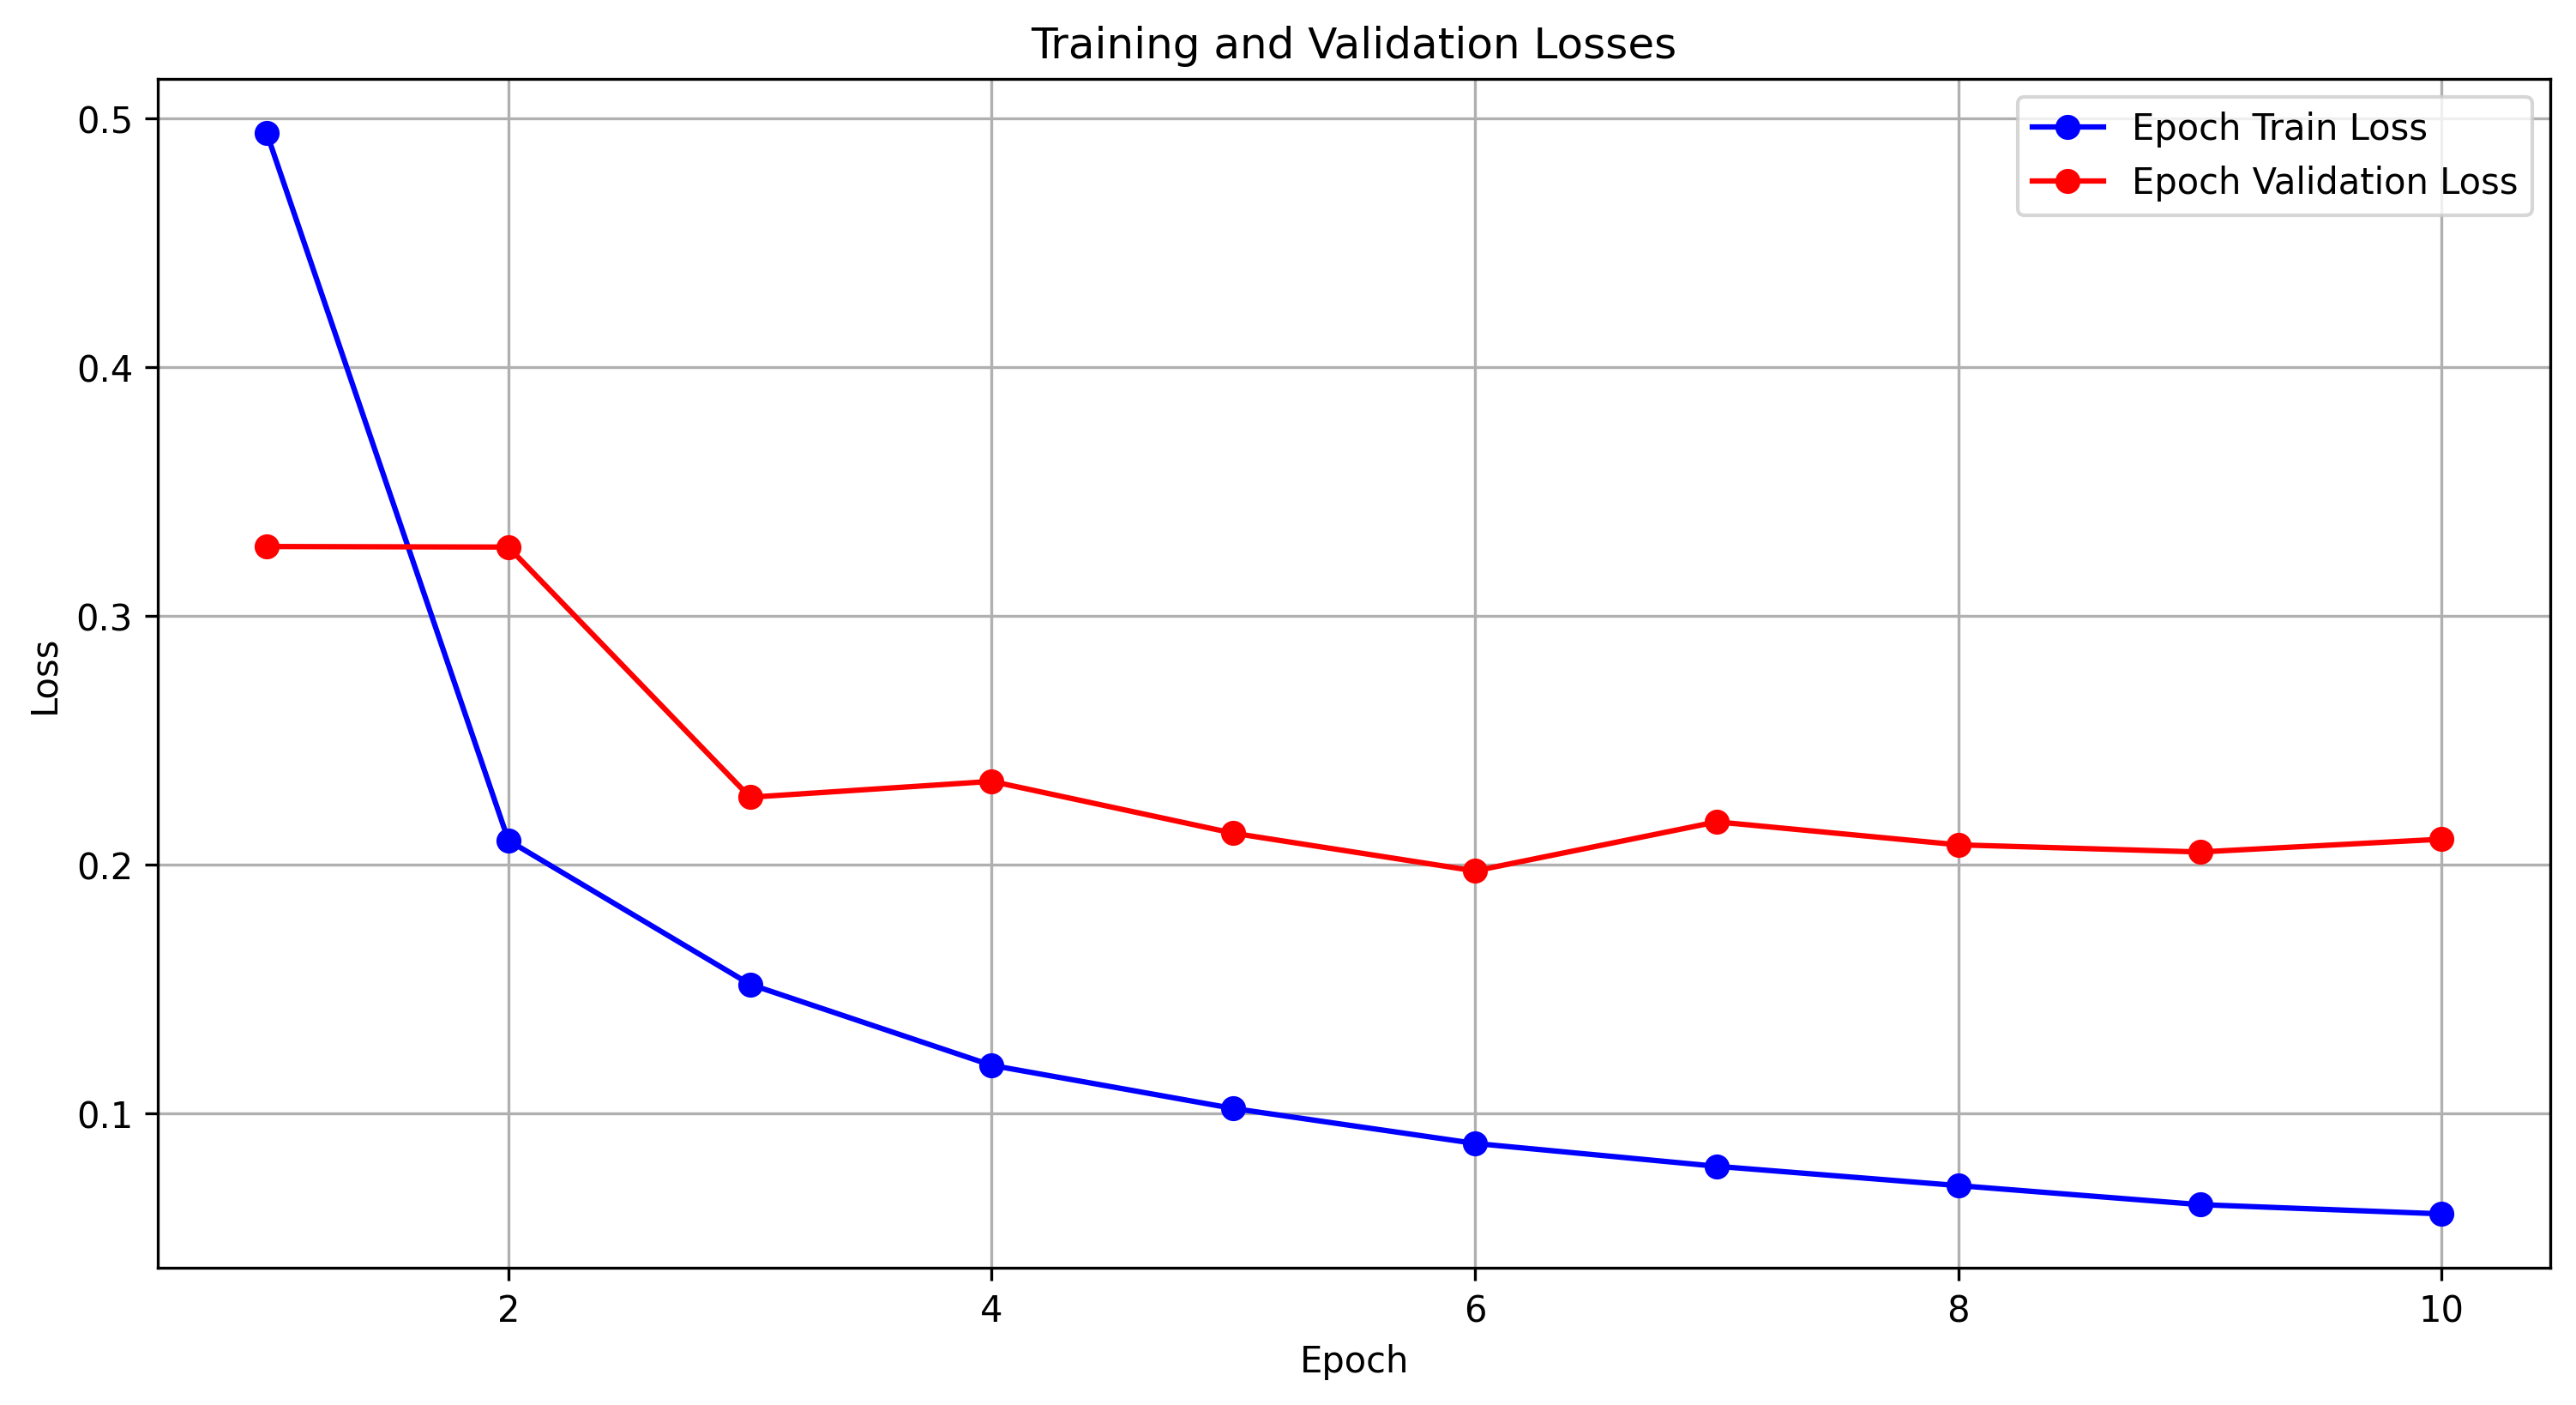 Training and Validation Losses
Epoch Train Loss
Epoch Validation Loss
0.5
0.4
0.3
0.2
0.1
Loss
2 4 6 8 10
Epoch